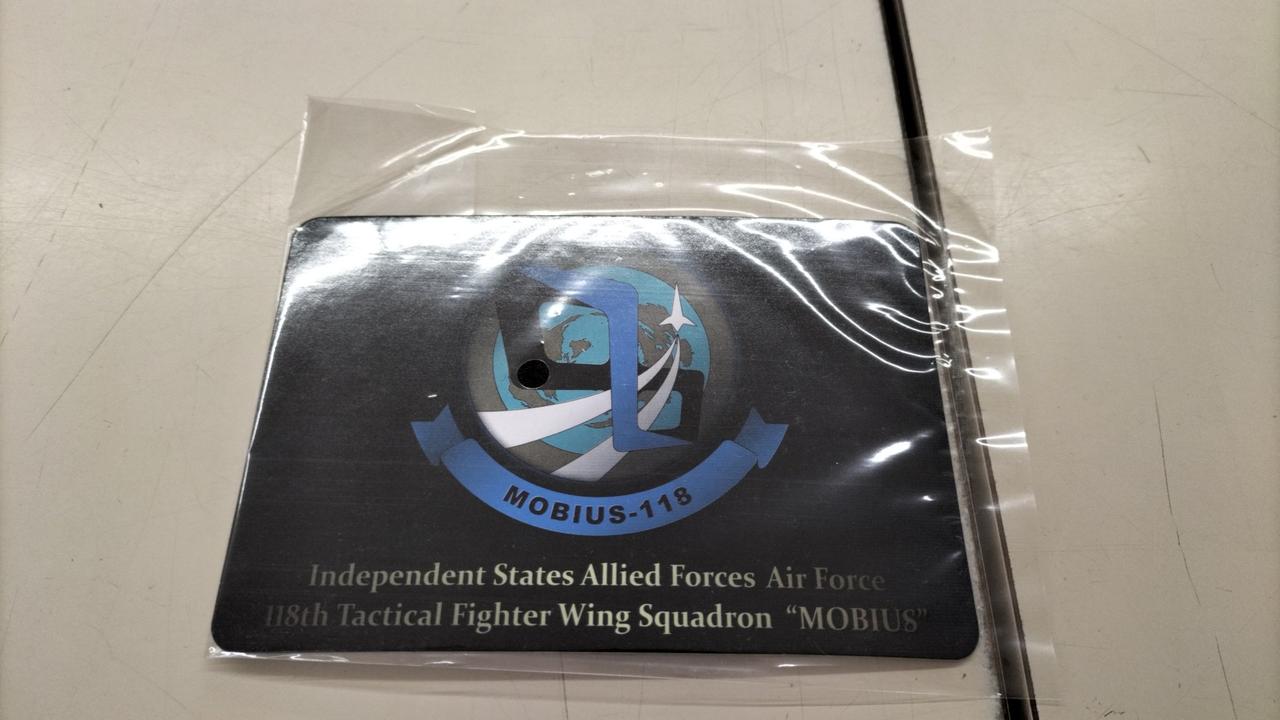 MOBIUS-118
Independent States Allied Forces Air Force
118th Tactical Fighter Wing Squadron “MOBIUS”